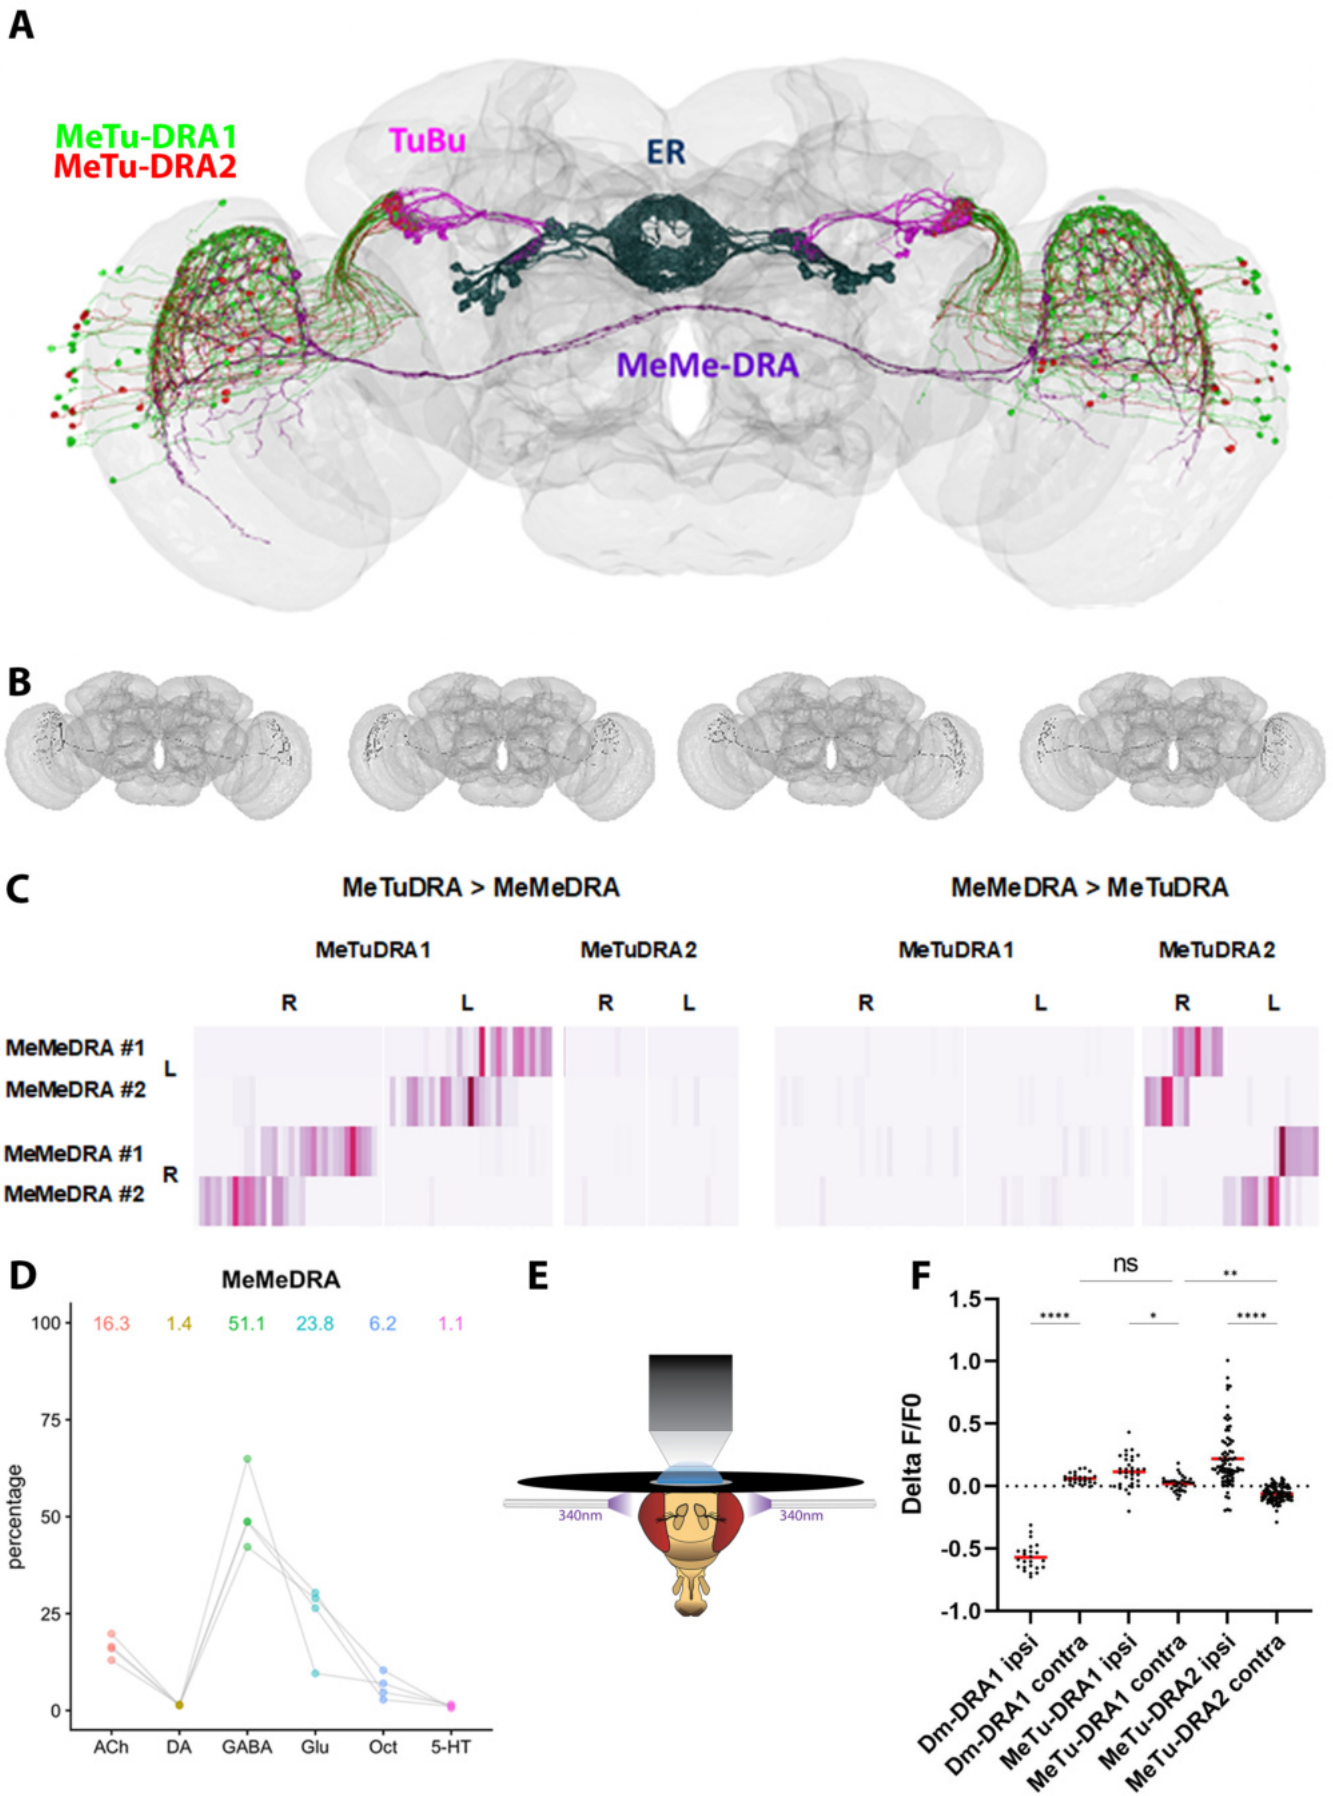 A
MeTu-DRA1
MeTu-DRA2
TuBu
ER
MeMe-DRA
B
C
MeTuDRA > MeMeDRA
MeMeDRA > MeTuDRA
MeTuDRA1
MeTuDRA2
MeTuDRA1
MeTuDRA2
R
L
R
L
R
L
R
L
MeMeDRA #1
L
MeMeDRA #2
MeMeDRA #1
R
MeMeDRA #2
D
MeMeDRA
100
75
50
25
0
percentage
16.3
1.4
51.1
23.8
6.2
1.1
ACh
DA
GABA
Glu
Oct
5-HT
E
340nm
340nm
F
ns
**
****
*
****
1.5
1.0
0.5
0.0
-0.5
-1.0
Delta F/F0
Dm-DRA1 ipsi
Dm-DRA1 contra
MeTu-DRA1 ipsi
MeTu-DRA1 contra
MeTu-DRA2 ipsi
MeTu-DRA2 contra